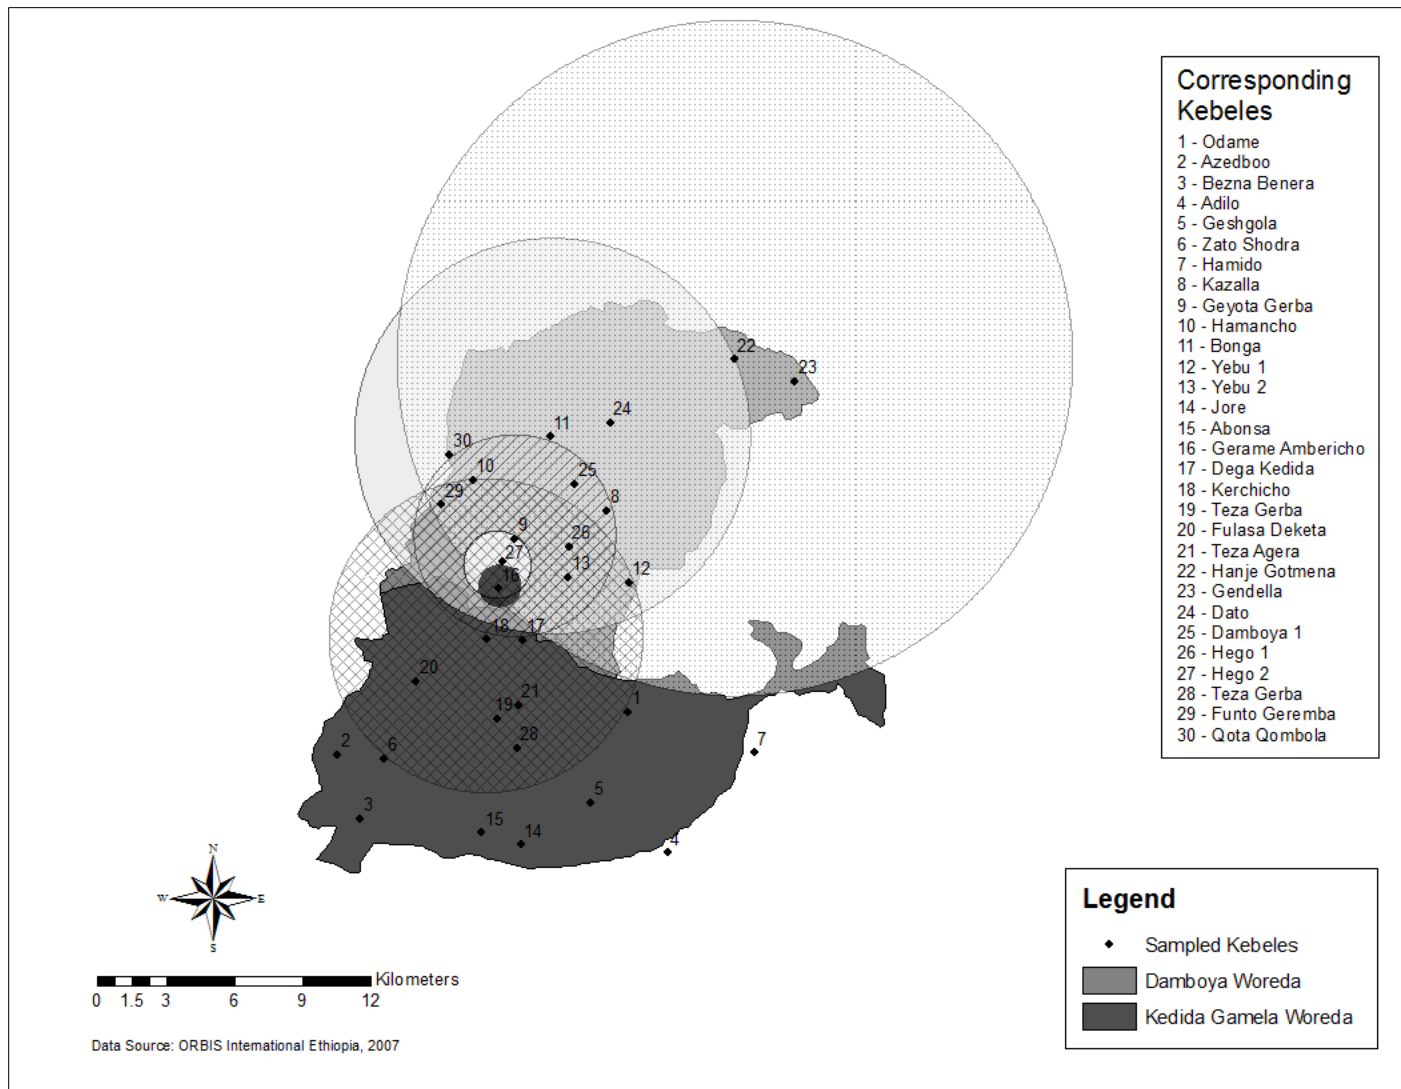 Corresponding
Kebeles
1 - Odame
2 - Azedboo
3 - Bezna Benera
4 - Adilo
5 - Geshgola
6 - Zato Shodra
7 - Hamido
8 - Kazalla
9 - Geyota Gerba
10 - Hamancho
11 - Bonga
12 - Yebu 1
13 - Yebu 2
14 - Jore
15 - Abonsa
16 - Gerame Ambericho
17 - Dega Kedida
18 - Kerchicho
19 - Teza Gerba
20 - Fulasa Deketa
21 - Teza Agera
22 - Hanje Gotmena
23 - Gendella
24 - Dato
25 - Damboya 1
26 - Hego 1
27 - Hego 2
28 - Teza Gerba
29 - Funto Geremba
30 - Qota Qombola
22
23
24
11
30
10
25
29
8
9
26
27
13
12
16
18
17
20
21
19
1
28
2
6
7
5
3
15
14
4
N
W
E
S
Kilometers
0 1.5 3 6 9 12
Data Source: ORBIS International Ethiopia, 2007
Legend
Sampled Kebeles
Damboya Woreda
Kedida Gamela Woreda